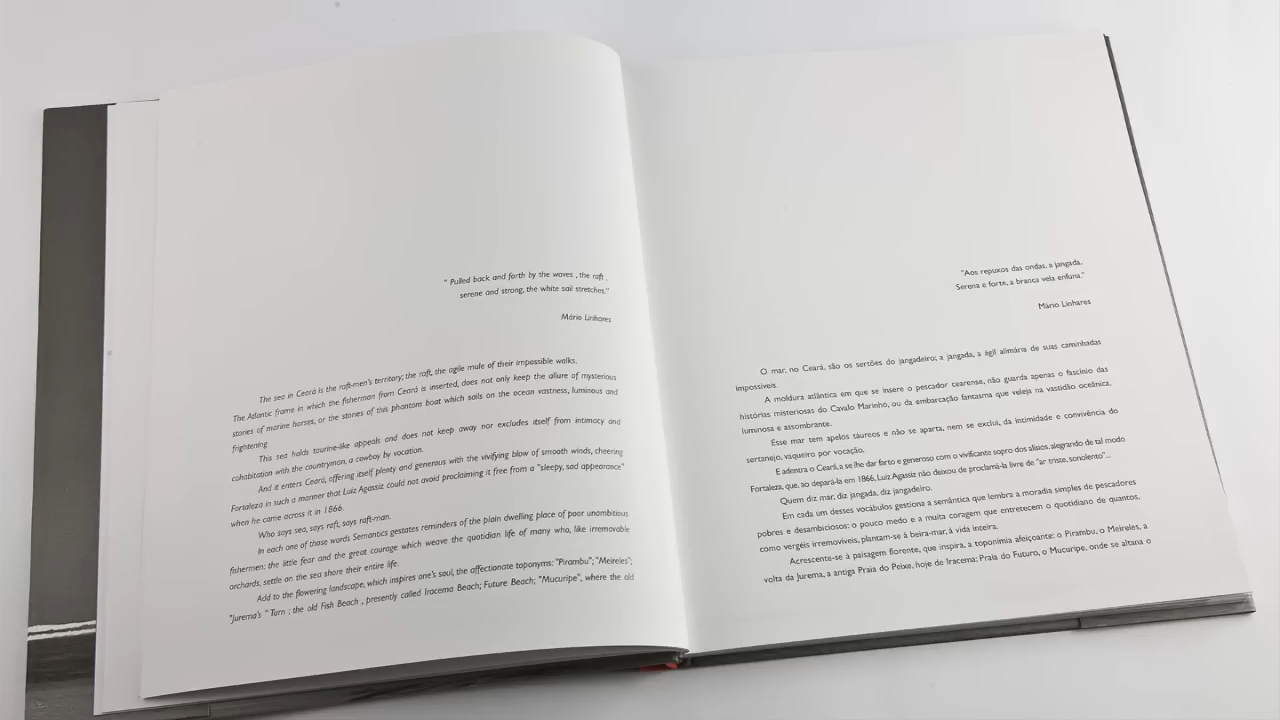 " Pulled back and forth by the waves , the raft ,
serene and strong, the white sail stretches."
Mário Linhares
The sea in Ceará is the raft-men's territory; the raft, the agile mule of their impossible walks.
The Atlantic frame in which the fisherman from Ceará is inserted, does not only keep the allure of mysterious
stories of marine horses, or the stories of this phantom boat which sails on the ocean vastness, luminous and
frightening.
This sea holds taurine-like appeals and does not keep away nor excludes itself from intimacy and
cohabitation with the countryman, a cowboy by vocation.
And it enters Ceará, offering itself plenty and generous with the vivifying blow of smooth winds, cheering
Fortaleza in such a manner that Luiz Agassiz could not avoid proclaiming it free from a "sleepy, sad appearance"
when he came across it in 1866.
Who says sea, says raft, says raft-man.
In each one of those words Semantics gestates reminders of the plain dwelling place of poor unambitious
fishermen: the little fear and the great courage which weave the quotidian life of many who, like irremovable
orchards, settle on the sea shore their entire life.
Add to the flowering landscape, which inspires one's soul, the affectionate toponyms: "Pirambu"; "Meireles";
"Jurema's " Turn ; the old Fish Beach , presently called Iracema Beach; Future Beach; "Mucuripe", where the old
"Aos repuxos das ondas, a jangada,
Serena e forte, a branca vela enfuna."
Mário Linhares
O mar, no Ceará, são os sertões do jangadeiro; a jangada, a ágil alimária de suas caminhadas
impossíveis.
A moldura atlântica em que se insere o pescador cearense, não guarda apenas o fascínio das
histórias misteriosas do Cavalo Marinho, ou da embarcação fantasma que veleja na vastidão oceânica,
luminosa e assombrante.
Esse mar tem apelos táureos e não se aparta, nem se exclui, da intimidade e convivência do
sertanejo, vaqueiro por vocação.
E adentra o Ceará, a se lhe dar farto e generoso com o vivificante sopro dos alísios, alegrando de tal modo
Fortaleza, que, ao depará-la em 1866, Luiz Agassiz não deixou de proclamá-la livre de "ar triste, sonolento"...
Quem diz mar, diz jangada, diz jangadeiro.
Em cada um desses vocábulos gestiona a semântica que lembra a moradia simples de pescadores
pobres e desambiciosos: o pouco medo e a muita coragem que entretecem o quotidiano de quantos,
como vergéis irremovíveis, plantam-se à beira-mar, à vida inteira.
Acrescente-se à paisagem florente, que inspira, a toponímia afeiçoante: o Pirambu, o Meireles, a
volta da Jurema, a antiga Praia do Peixe, hoje de Iracema; Praia do Futuro, o Mucuripe, onde se altana o